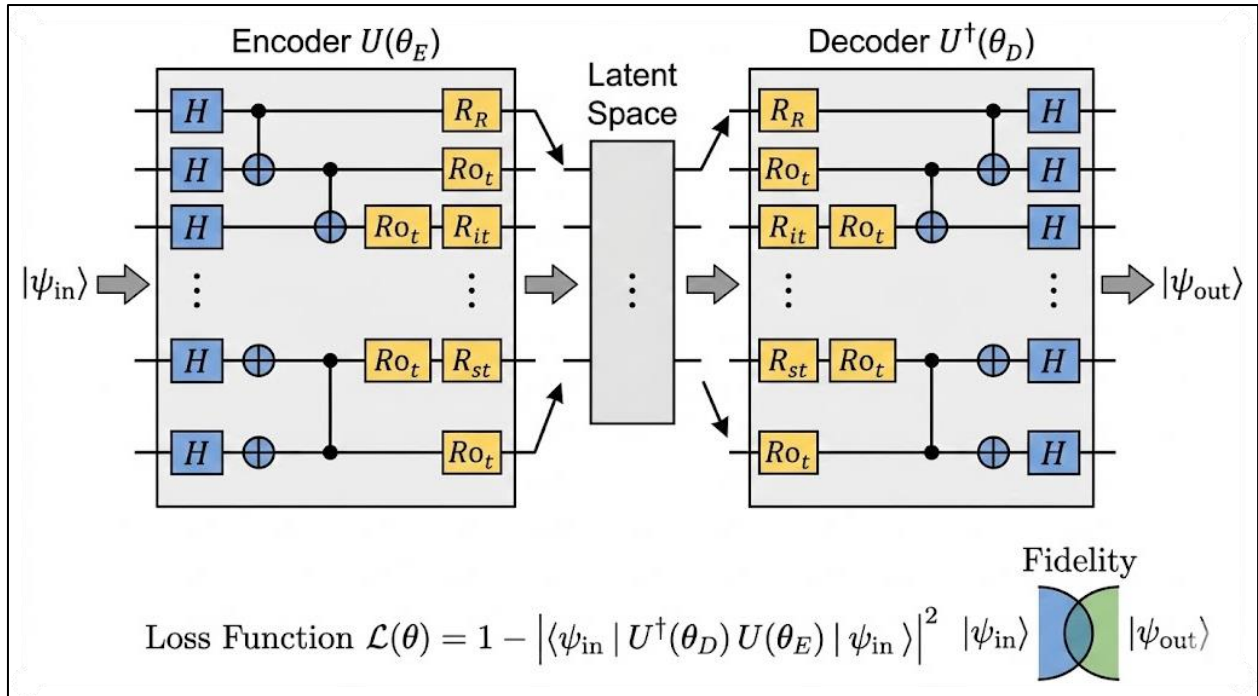 Encoder U(θ_E)
Decoder U†(θ_D)
Latent
Space
H R_R R_R H
H Ro_t Ro_t H
H Ro_t R_it R_it Ro_t H
|ψ_in⟩ ⋮ ⋮ ⋮ ⋮ ⋮ |ψ_out⟩
H Ro_t R_st R_st Ro_t H
H Ro_t Ro_t H
Fidelity
Loss Function ℒ(θ) = 1 − |⟨ψ_in | U†(θ_D) U(θ_E) | ψ_in ⟩|² |ψ_in⟩ |ψ_out⟩